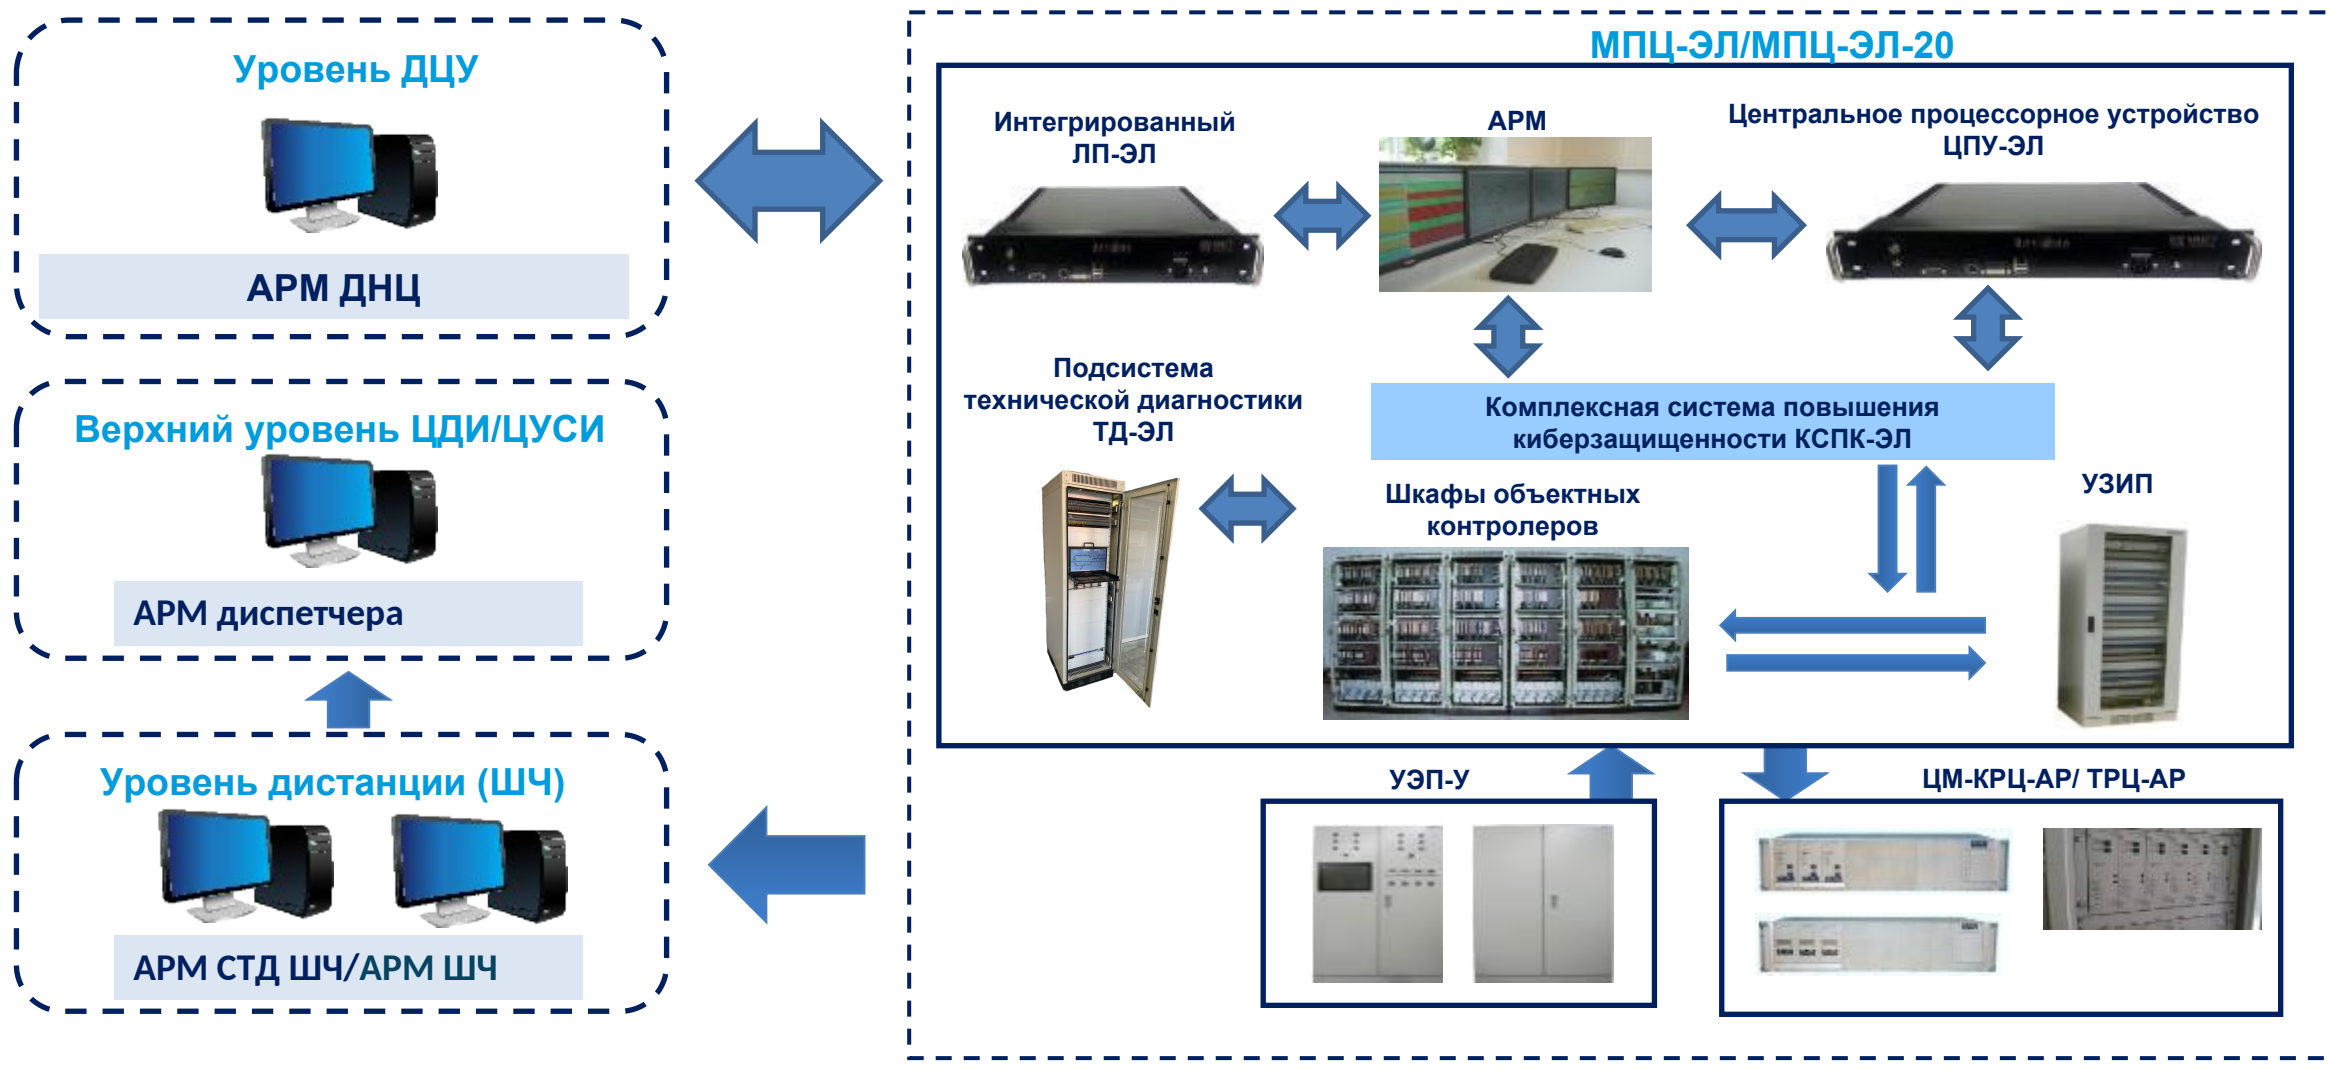 Уровень ДЦУ
АРМ ДНЦ
Верхний уровень ЦДИ/ЦУСИ
АРМ диспетчера
Уровень дистанции (ШЧ)
АРМ СТД ШЧ/АРМ ШЧ
МПЦ-ЭЛ/МПЦ-ЭЛ-20
Интегрированный
ЛП-ЭЛ
АРМ
Центральное процессорное устройство
ЦПУ-ЭЛ
Подсистема
технической диагностики
ТД-ЭЛ
Комплексная система повышения
киберзащищенности КСПК-ЭЛ
Шкафы объектных
контролеров
УЗИП
УЭП-У
ЦМ-КРЦ-АР/ ТРЦ-АР